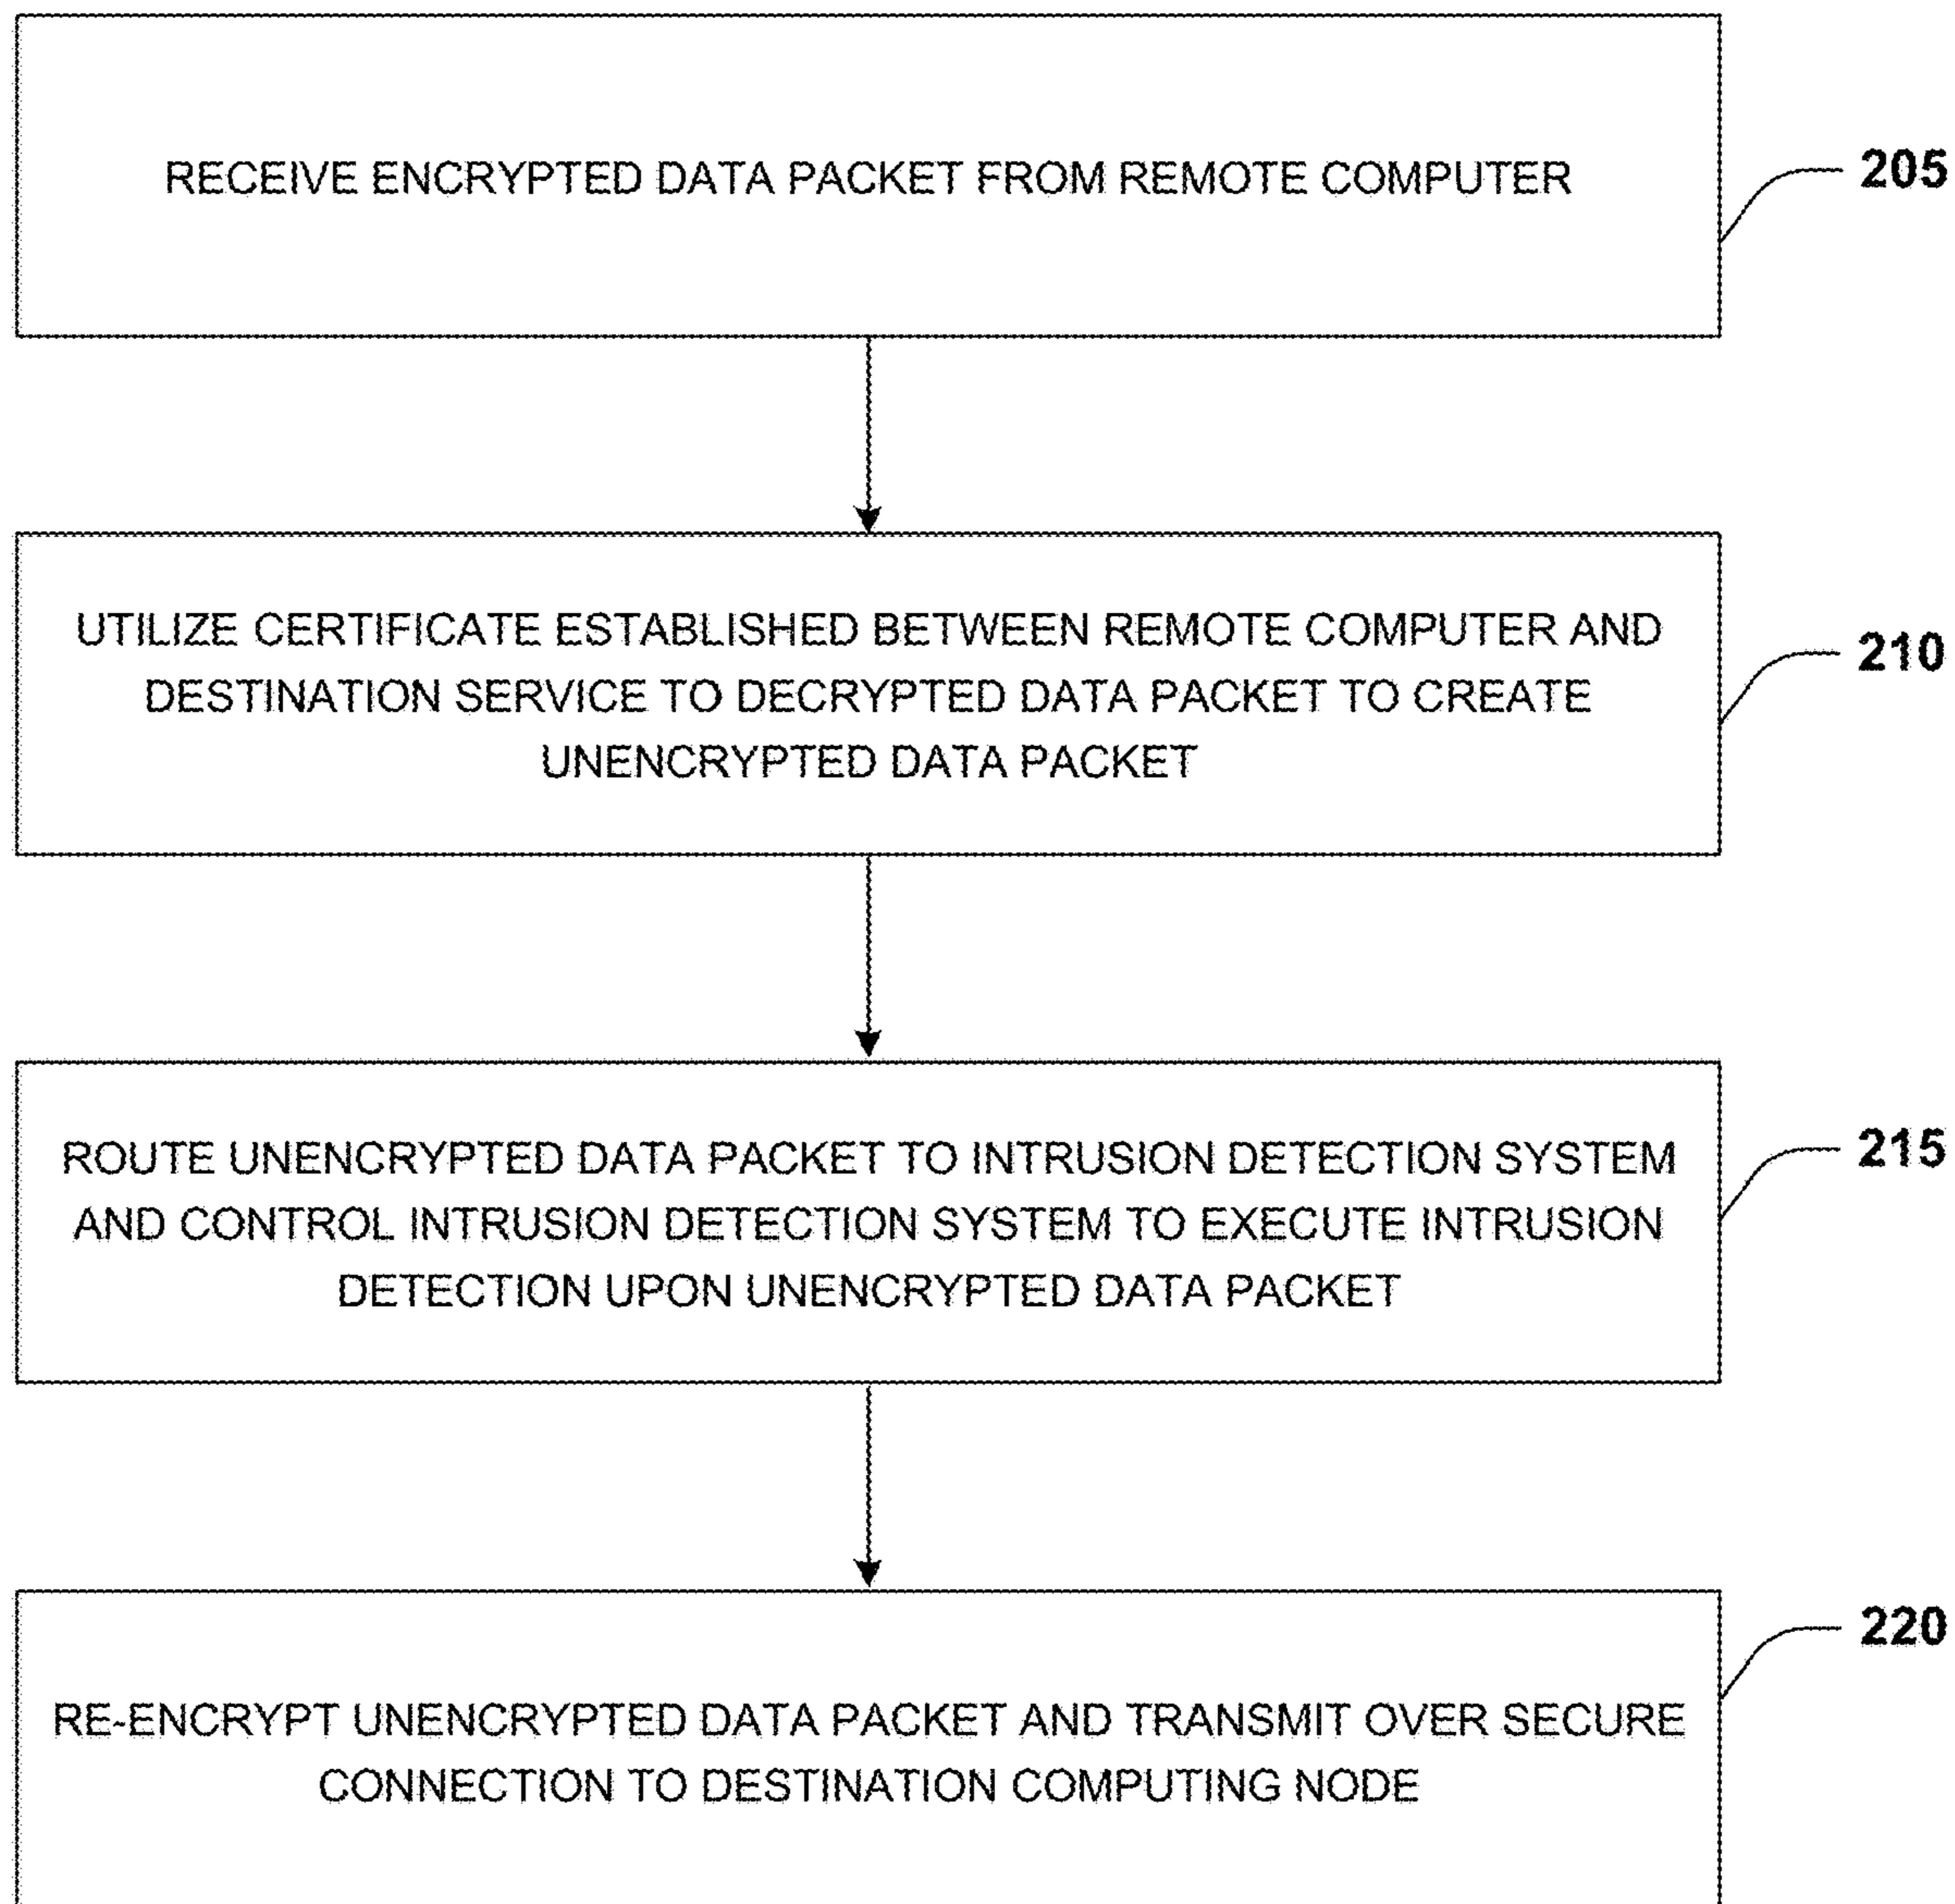 RECEIVE ENCRYPTED DATA PACKET FROM REMOTE COMPUTER
205
UTILIZE CERTIFICATE ESTABLISHED BETWEEN REMOTE COMPUTER AND
DESTINATION SERVICE TO DECRYPTED DATA PACKET TO CREATE
UNENCRYPTED DATA PACKET
210
ROUTE UNENCRYPTED DATA PACKET TO INTRUSION DETECTION SYSTEM
AND CONTROL INTRUSION DETECTION SYSTEM TO EXECUTE INTRUSION
DETECTION UPON UNENCRYPTED DATA PACKET
215
RE-ENCRYPT UNENCRYPTED DATA PACKET AND TRANSMIT OVER SECURE
CONNECTION TO DESTINATION COMPUTING NODE
220